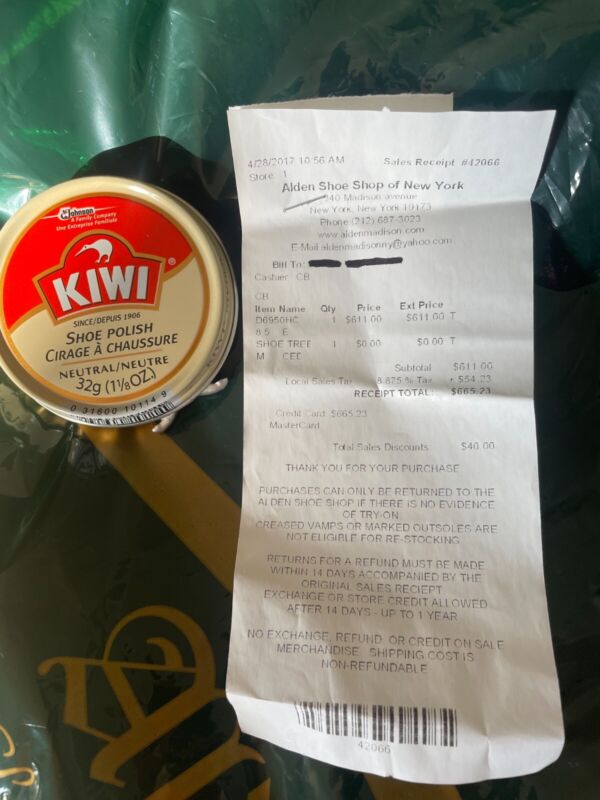 Johnson
A Family Company
Une Entreprise Familiale
KIWI
®
SINCE/DEPUIS 1906
SHOE POLISH
CIRAGE À CHAUSSURE
NEUTRAL/NEUTRE
32g (1 1/8 OZ.)
0 31600 10114 9
4/28/2017 10:56 AM Sales Receipt #42066
Store: 1
Alden Shoe Shop of New York
340 Madison avenue
New York, New York 10173
Phone (212) 687-3023
www.aldenmadison.com
E-Mail aldenmadisonny@yahoo.com
Bill To:
Cashier: CB
CB
Item Name Qty Price Ext Price
D6950HC 1 $611.00 $611.00 T
8.5 E
SHOE TREE 1 $0.00 $0.00 T
M CEE
Subtotal $611.00
Local Sales Tax 8.875 % Tax + $54.23
RECEIPT TOTAL: $665.23
Credit Card: $665.23
MasterCard
Total Sales Discounts $40.00
THANK YOU FOR YOUR PURCHASE
PURCHASES CAN ONLY BE RETURNED TO THE
ALDEN SHOE SHOP IF THERE IS NO EVIDENCE
OF TRY-ON.
CREASED VAMPS OR MARKED OUTSOLES ARE
NOT ELIGIBLE FOR RE-STOCKING
RETURNS FOR A REFUND MUST BE MADE
WITHIN 14 DAYS ACCOMPANIED BY THE
ORIGINAL SALES RECIEPT
EXCHANGE OR STORE CREDIT ALLOWED
AFTER 14 DAYS - UP TO 1 YEAR
NO EXCHANGE, REFUND, OR CREDIT ON SALE
MERCHANDISE. SHIPPING COST IS
NON-REFUNDABLE
42066